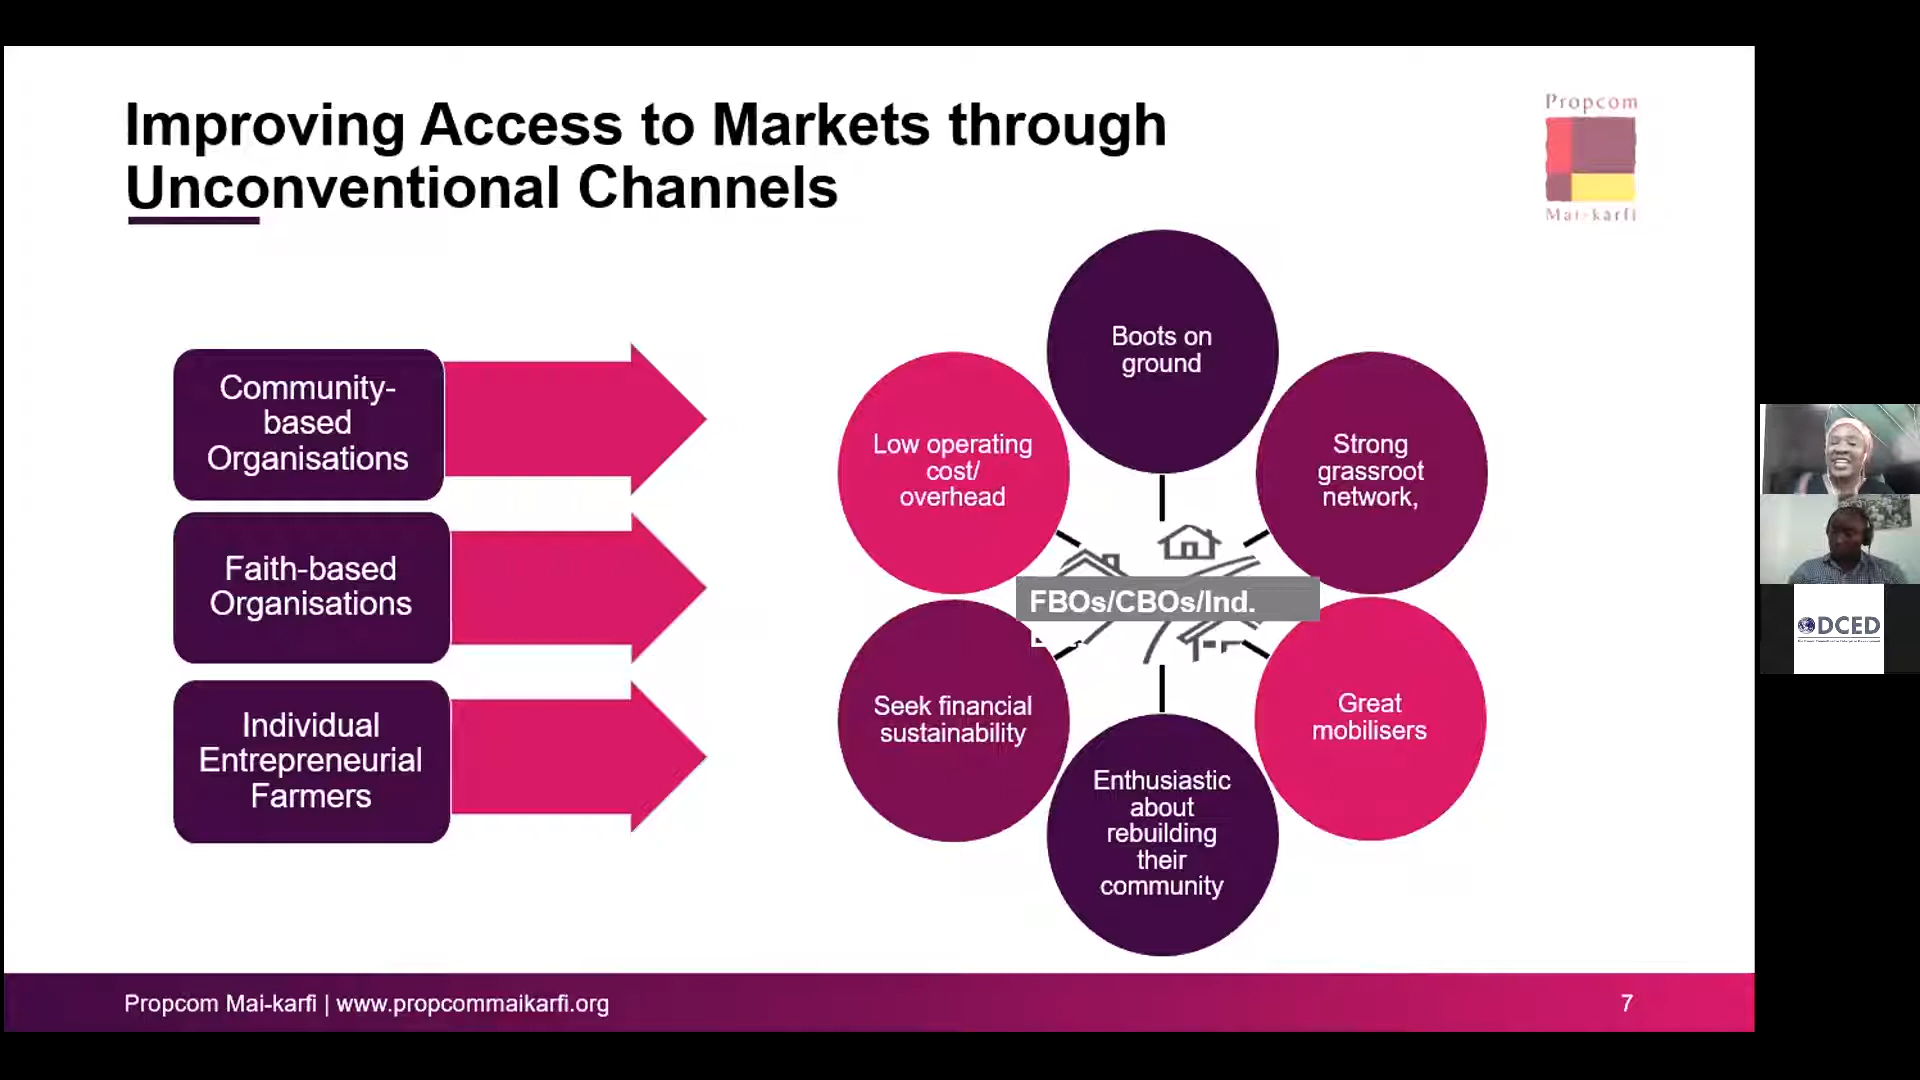 Improving Access to Markets through
Unconventional Channels
Propcom
Mai-karfi
Community-
based
Organisations
Faith-based
Organisations
Individual
Entrepreneurial
Farmers
Boots on
ground
Low operating
cost/
overhead
Strong
grassroot
network,
FBOs/CBOs/Ind.
Seek financial
sustainability
Great
mobilisers
Enthusiastic
about
rebuilding
their
community
DCED
Propcom Mai-karfi | www.propcommaikarfi.org
7